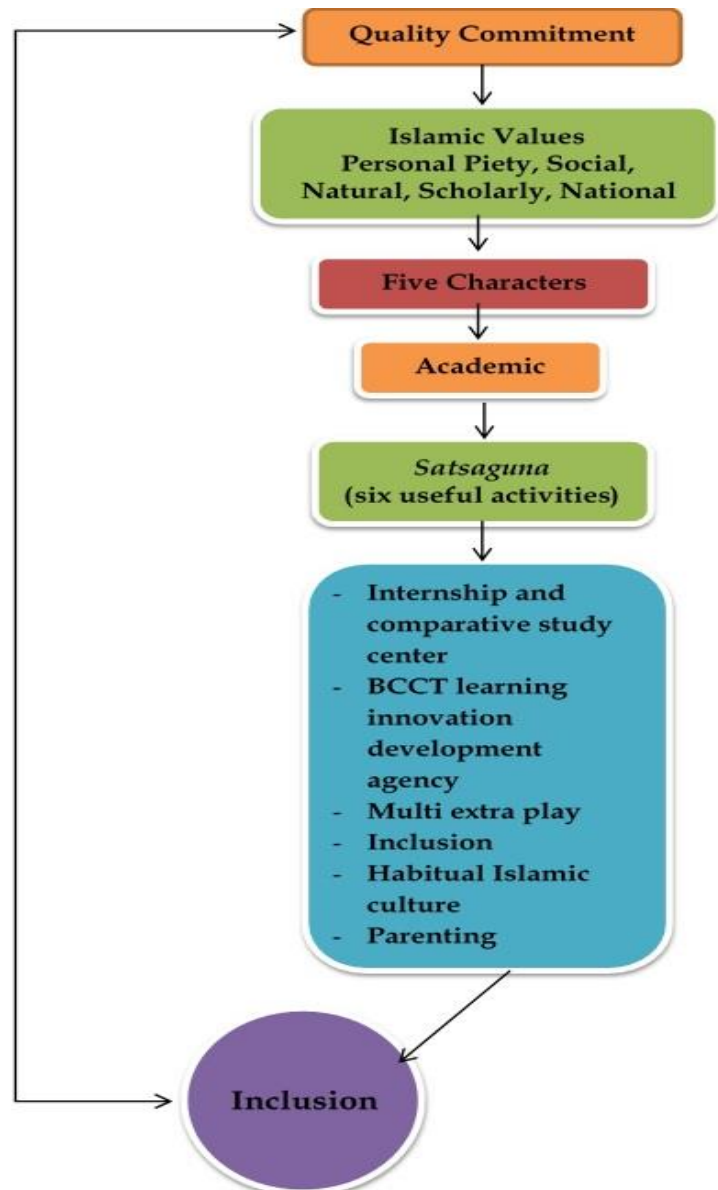 Quality Commitment
Islamic Values
Personal Piety, Social,
Natural, Scholarly, National
Five Characters
Academic
Satsaguna
(six useful activities)
- Internship and
comparative study
center
- BCCT learning
innovation
development
agency
- Multi extra play
- Inclusion
- Habitual Islamic
culture
- Parenting
Inclusion